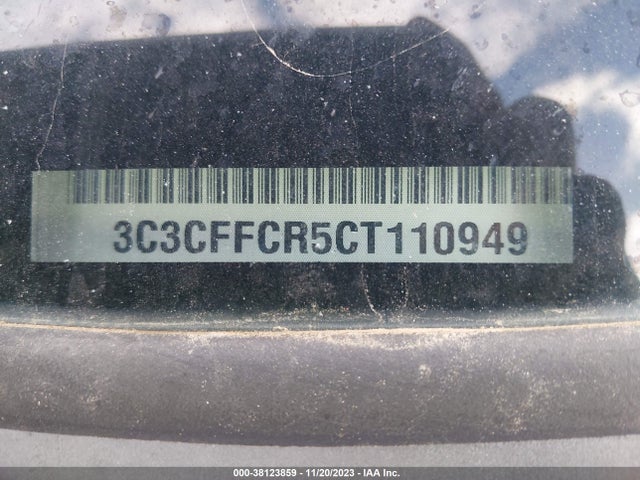 3C3CFFCR5CT110949
000-38123859 - 11/20/2023 - IAA Inc.